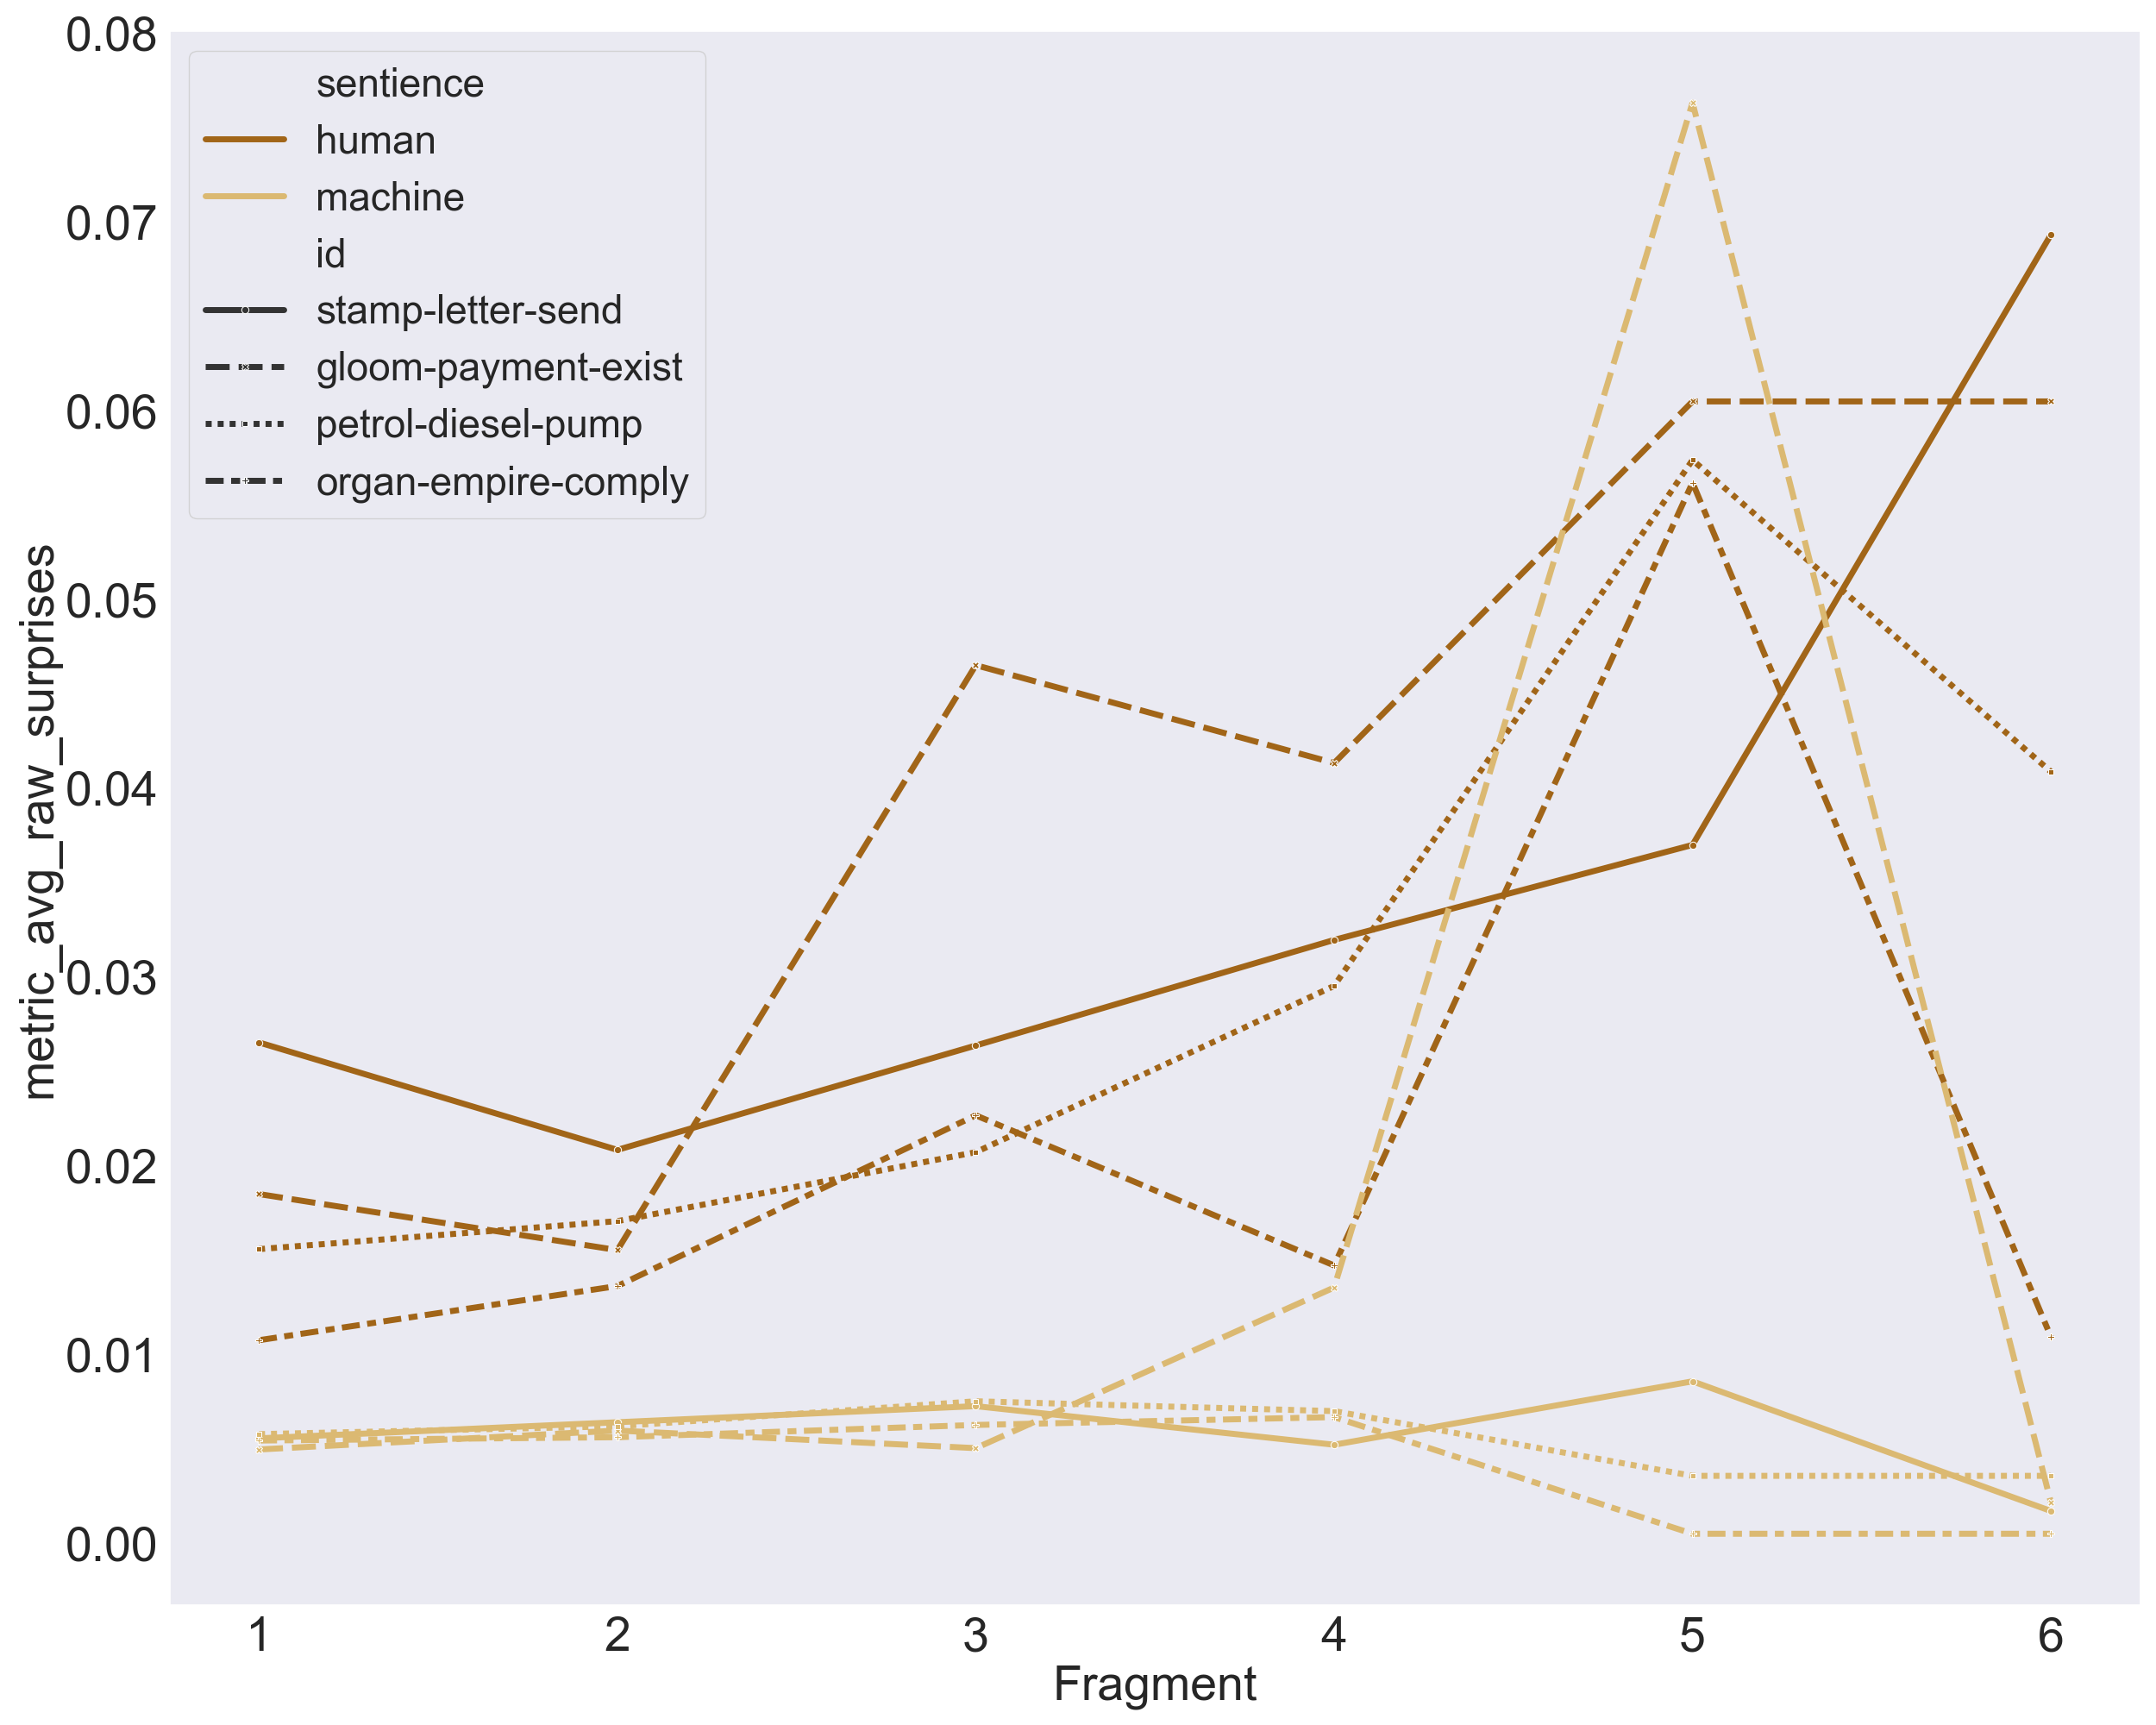 0.08
0.07
0.06
0.05
0.04
0.03
0.02
0.01
0.00
metric_avg_raw_surprises
sentience
human
machine
id
stamp-letter-send
gloom-payment-exist
petrol-diesel-pump
organ-empire-comply
1 2 3 4 5 6
Fragment